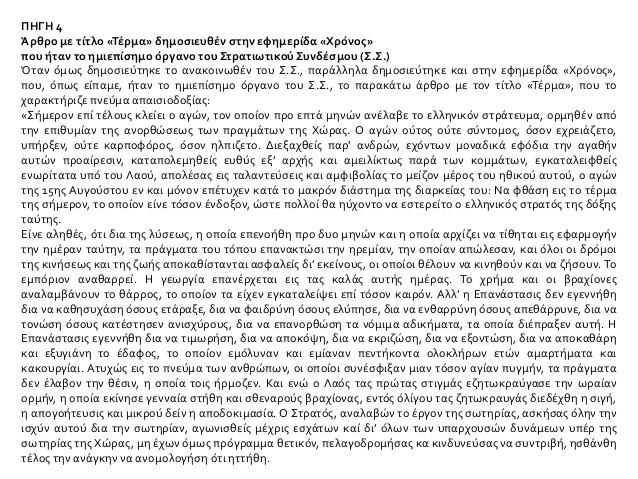 ΠΗΓΗ 4
Άρθρο με τίτλο «Τέρμα» δημοσιευθέν στην εφημερίδα «Χρόνος»
που ήταν το ημιεπίσημο όργανο του Στρατιωτικού Συνδέσμου (Σ.Σ.)
Όταν όμως δημοσιεύτηκε το ανακοινωθέν του Σ.Σ., παράλληλα δημοσιεύτηκε και στην εφημερίδα «Χρόνος»,
που, όπως είπαμε, ήταν το ημιεπίσημο όργανο του Σ.Σ., το παρακάτω άρθρο με τον τίτλο «Τέρμα», που το
χαρακτήριζε πνεύμα απαισιοδοξίας:
«Σήμερον επί τέλους κλείει ο αγών, τον οποίον προ επτά μηνών ανέλαβε το ελληνικόν στράτευμα, ορμηθέν από
την επιθυμίαν της ανορθώσεως των πραγμάτων της Χώρας. Ο αγών ούτος ούτε σύντομος, όσον εχρειάζετο,
υπήρξεν, ούτε καρποφόρος, όσον ηλπίζετο. Διεξαχθείς παρ’ ανδρών, εχόντων μοναδικά εφόδια την αγαθήν
αυτών προαίρεσιν, καταπολεμηθείς ευθύς εξ’ αρχής και αμειλίκτως παρά των κομμάτων, εγκαταλειφθείς
ενωρίτατα υπό του Λαού, απολέσας εις ταλαντεύσεις και αμφιβολίας το μείζον μέρος του ηθικού αυτού, ο αγών
της 15ης Αυγούστου εν και μόνον επέτυχεν κατά το μακρόν διάστημα της διαρκείας του: Να φθάση εις το τέρμα
της σήμερον, το οποίον είνε τόσον ένδοξον, ώστε πολλοί θα ηύχοντο να εστερείτο ο ελληνικός στρατός της δόξης
ταύτης.
Είνε αληθές, ότι δια της λύσεως, η οποία επενοήθη προ δυο μηνών και η οποία αρχίζει να τίθεται εις εφαρμογήν
την ημέραν ταύτην, τα πράγματα του τόπου επανακτώσι την ηρεμίαν, την οποίαν απώλεσαν, και όλοι οι δρόμοι
της κινήσεως και της ζωής αποκαθίστανται ασφαλείς δι’ εκείνους, οι οποίοι θέλουν να κινηθούν και να ζήσουν. Το
εμπόριον αναθαρρεί. Η γεωργία επανέρχεται εις τας καλάς αυτής ημέρας. Το χρήμα και οι βραχίονες
αναλαμβάνουν το θάρρος, το οποίον τα είχεν εγκαταλείψει επί τόσον καιρόν. Αλλ’ η Επανάστασις δεν εγεννήθη
δια να καθησυχάση όσους ετάραξε, για να φαιδρύνη όσους ελύπησε, δια να ενθαρρύνη όσους απεθάρρυνε, δια να
τονώση όσους κατέστησεν ανισχύρους, δια να επανορθώση τα νόμιμα αδικήματα, τα οποία διέπραξεν αυτή. Η
Επανάστασις εγεννήθη δια να τιμωρήση, δια να αποκόψη, δια να εκριζώση, δια να εξοντώση, δια να αποκαθάρη
και εξυγιάνη το έδαφος, το οποίον εμόλυναν και εμίαναν πεντήκοντα ολοκλήρων ετών αμαρτήματα και
κακουργίαι. Ατυχώς εις το πνεύμα των ανθρώπων, οι οποίοι συνέσφιξαν μιαν τόσον αγίαν πυγμήν, τα πράγματα
δεν έλαβον την θέσιν, η οποία τοις ήρμοζεν. Και ενώ ο Λαός τας πρώτας στιγμάς εζητωκραύγασε την ωραίαν
ορμήν, η οποία εκίνησε γενναία στήθη και σθεναρούς βραχίονας, εντός ολίγου τας ζητωκραυγάς διεδέχθη η σιγή,
η απογοήτευσις και μικρού δείν η αποδοκιμασία. Ο Στρατός, αναλαβών το έργον της σωτηρίας, ασκήσας όλην την
ισχύν αυτού δια την σωτηρίαν, αγωνισθείς μέχρις εσχάτων καί δι’ όλων των υπαρχουσών δυνάμεων υπέρ της
σωτηρίας της Χώρας, μη έχων όμως πρόγραμμα θετικόν, πελαγοδρομήσας κα κινδυνεύσας να συντριβή, ησθάνθη
τέλος την ανάγκην να ανομολογήση ότι ηττήθη.